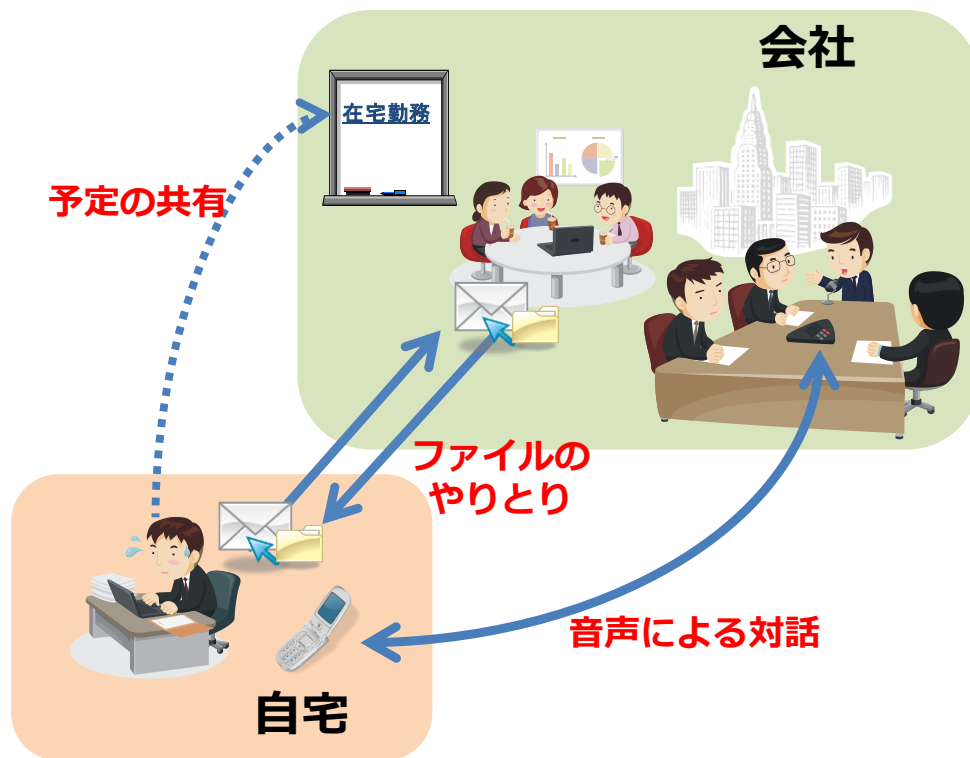 会社
在宅勤務
予定の共有
ファイルの
やりとり
音声による対話
自宅